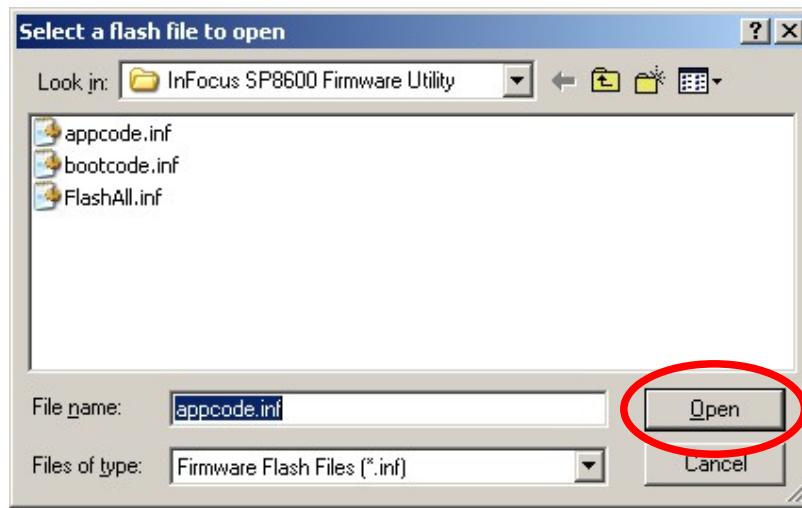 Select a flash file to open
Look in: InFocus SP8600 Firmware Utility
appcode.inf
bootcode.inf
FlashAll.inf
File name: appcode.inf Open
Files of type: Firmware Flash Files (*.inf) Cancel